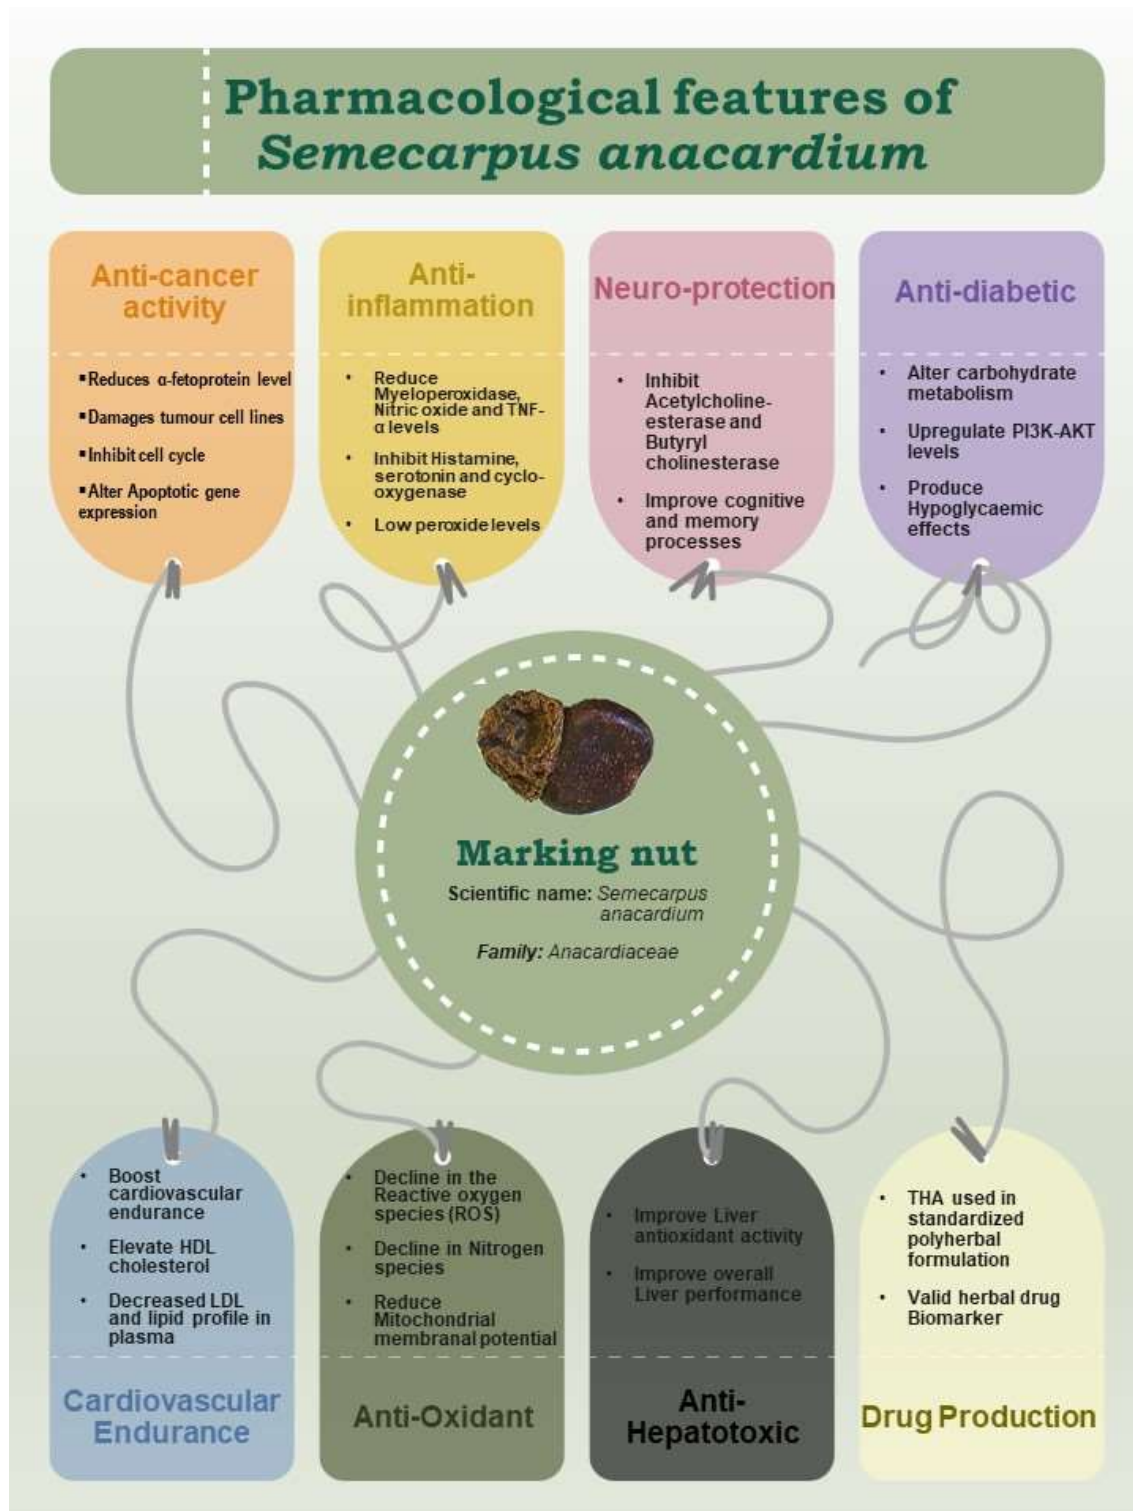 Pharmacological features of
Semecarpus anacardium
Anti-cancer
activity
▪Reduces α-fetoprotein level
▪Damages tumour cell lines
▪Inhibit cell cycle
▪Alter Apoptotic gene
expression
Anti-
inflammation
• Reduce
Myeloperoxidase,
Nitric oxide and TNF-
α levels
• Inhibit Histamine,
serotonin and cyclo-
oxygenase
• Low peroxide levels
Neuro-protection
• Inhibit
Acetylcholine-
esterase and
Butyryl
cholinesterase
• Improve cognitive
and memory
processes
Anti-diabetic
• Alter carbohydrate
metabolism
• Upregulate PI3K-AKT
levels
• Produce
Hypoglycaemic
effects
Marking nut
Scientific name: Semecarpus
anacardium
Family: Anacardiaceae
• Boost
cardiovascular
endurance
• Elevate HDL
cholesterol
• Decreased LDL
and lipid profile in
plasma
Cardiovascular
Endurance
• Decline in the
Reactive oxygen
species (ROS)
• Decline in Nitrogen
species
• Reduce
Mitochondrial
membranal potential
Anti-Oxidant
• Improve Liver
antioxidant activity
• Improve overall
Liver performance
Anti-
Hepatotoxic
• THA used in
standardized
polyherbal
formulation
• Valid herbal drug
Biomarker
Drug Production